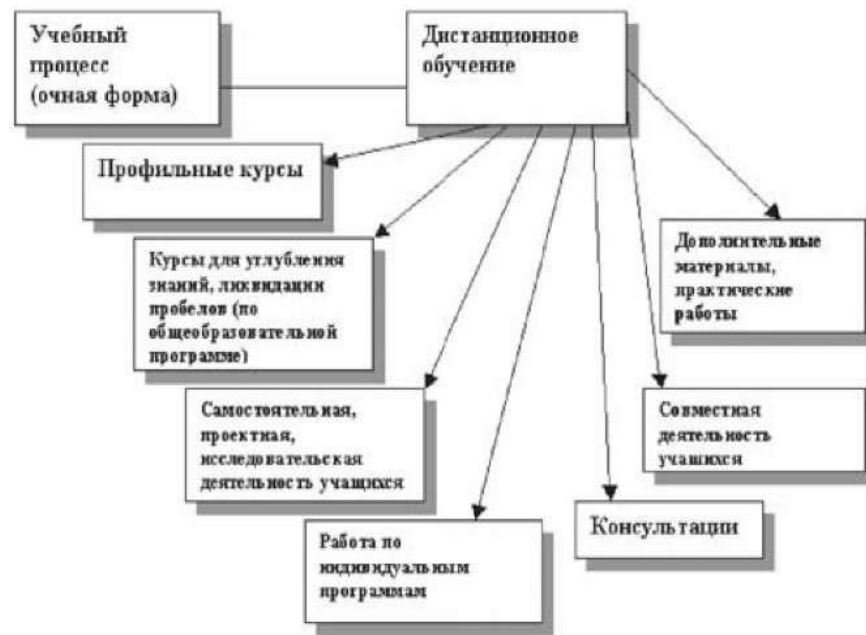 Учебный
процесс
(очная форма)
Дистанционное
обучение
Профильные курсы
Курсы для углубления
знаний, ликвидации
пробелов (по
общеобразовательной
программе)
Самостоятельная,
проектная,
исследовательская
деятельность учащихся
Работа по
индивидуальным
программам
Консультации
Совместная
деятельность
учащихся
Дополнительные
материалы,
практические
работы